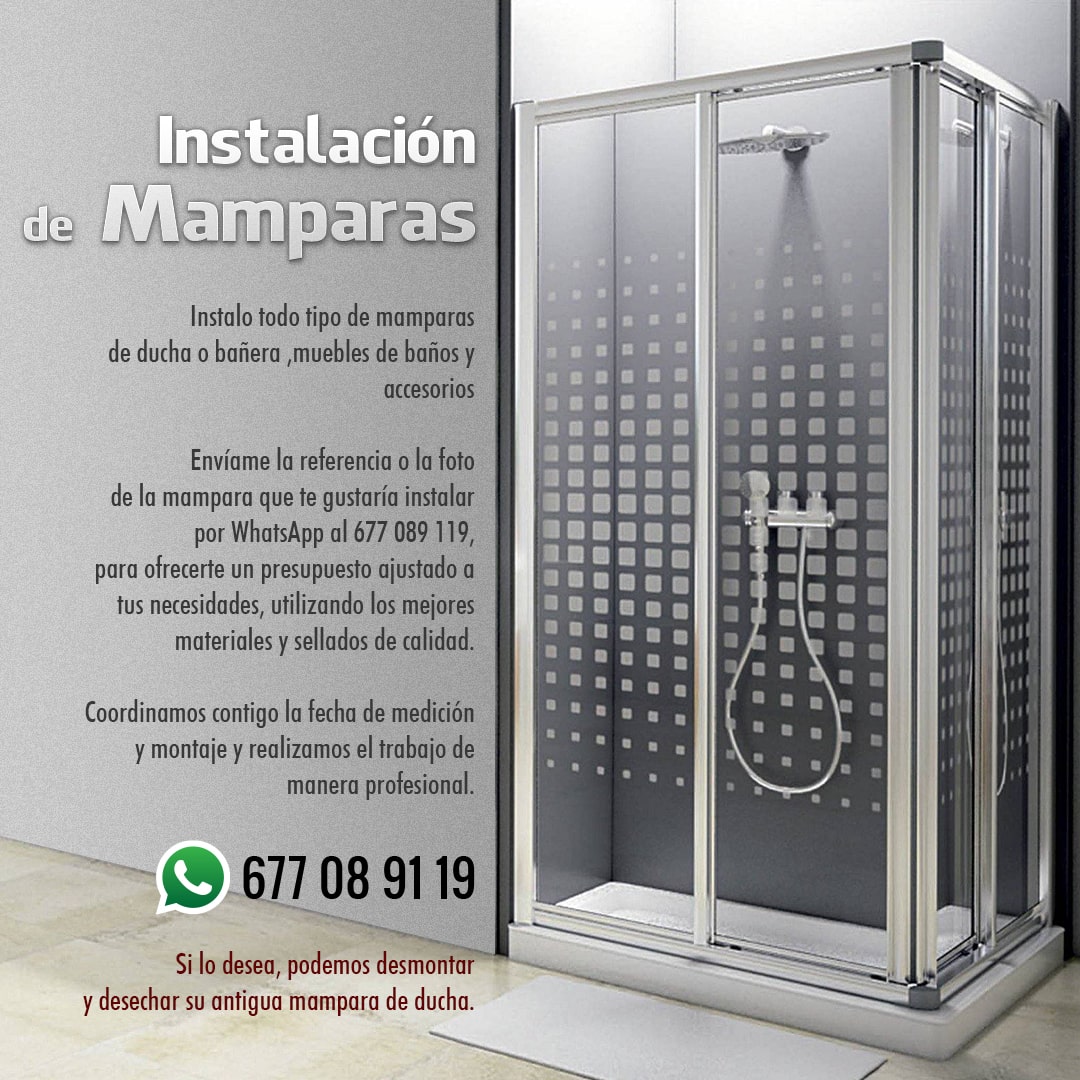 Instalación
de Mamparas
Instalo todo tipo de mamparas
de ducha o bañera ,muebles de baños y
accesorios
Envíame la referencia o la foto
de la mampara que te gustaría instalar
por WhatsApp al 677 089 119,
para ofrecerte un presupuesto ajustado a
tus necesidades, utilizando los mejores
materiales y sellados de calidad.
Coordinamos contigo la fecha de medición
y montaje y realizamos el trabajo de
manera profesional.
677 08 91 19
Si lo desea, podemos desmontar
y desechar su antigua mampara de ducha.